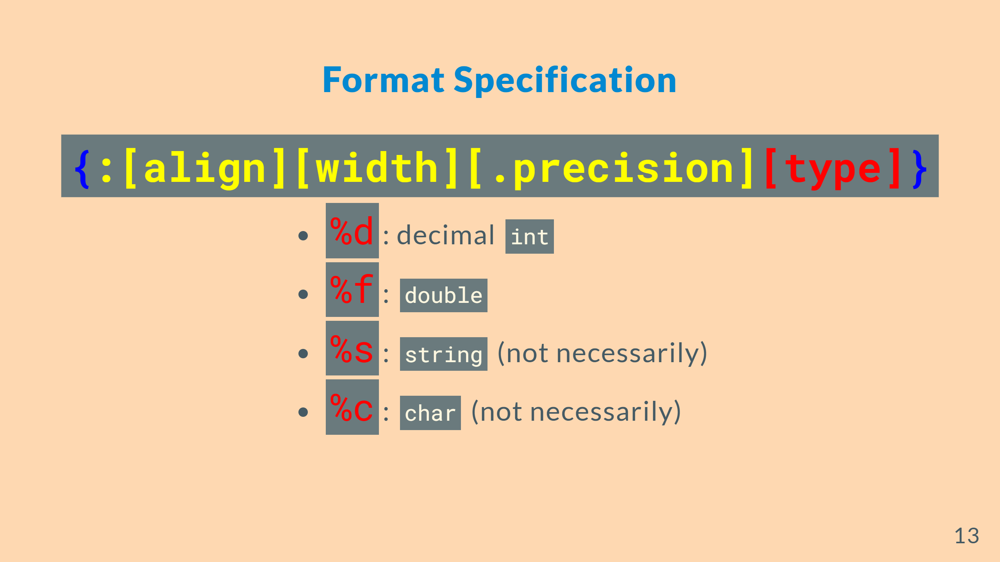 Format Specification
{:[align][width][.precision][type]}
• %d: decimal int
• %f: double
• %s: string (not necessarily)
• %c: char (not necessarily)
13